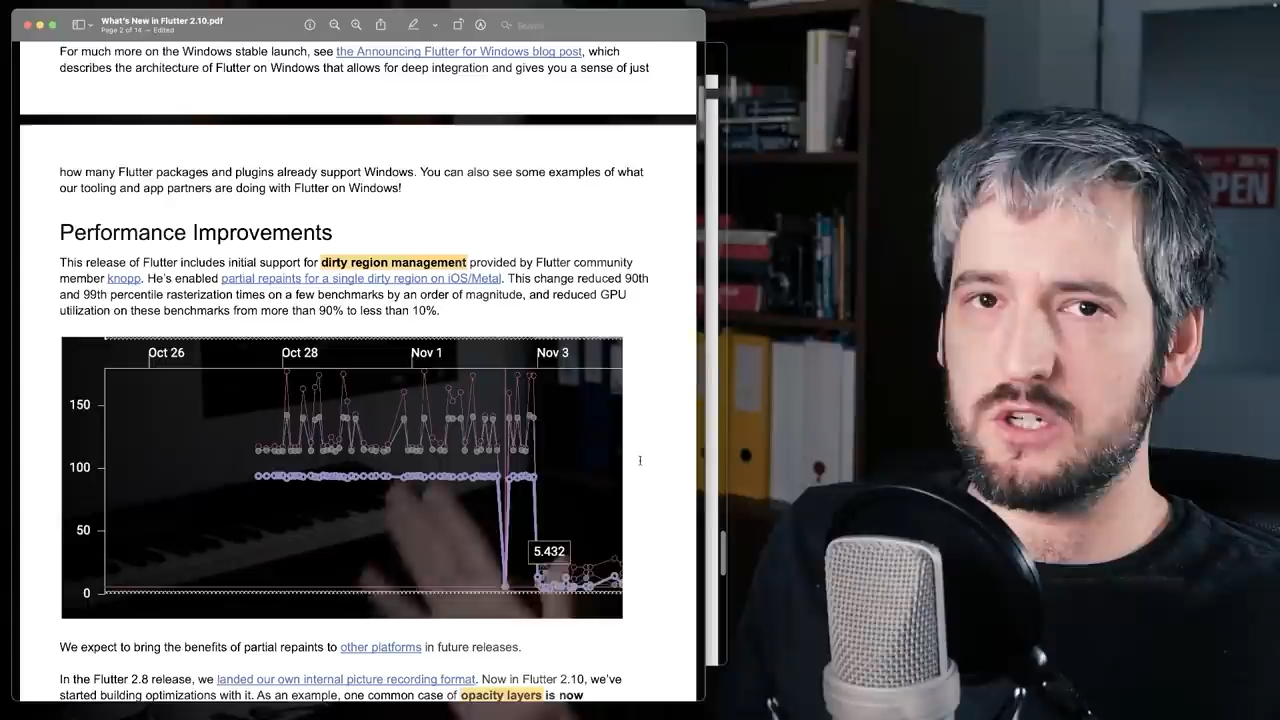 What's New in Flutter 2.10.pdf
Page 2 of 14 — Edited
Search
For much more on the Windows stable launch, see the Announcing Flutter for Windows blog post, which
describes the architecture of Flutter on Windows that allows for deep integration and gives you a sense of just
how many Flutter packages and plugins already support Windows. You can also see some examples of what
our tooling and app partners are doing with Flutter on Windows!
Performance Improvements
This release of Flutter includes initial support for dirty region management provided by Flutter community
member knopp. He's enabled partial repaints for a single dirty region on iOS/Metal. This change reduced 90th
and 99th percentile rasterization times on a few benchmarks by an order of magnitude, and reduced GPU
utilization on these benchmarks from more than 90% to less than 10%.
Oct 26 Oct 28 Nov 1 Nov 3
150
100
50
5.432
0
We expect to bring the benefits of partial repaints to other platforms in future releases.
In the Flutter 2.8 release, we landed our own internal picture recording format. Now in Flutter 2.10, we've
started building optimizations with it. As an example, one common case of opacity layers is now
PEN